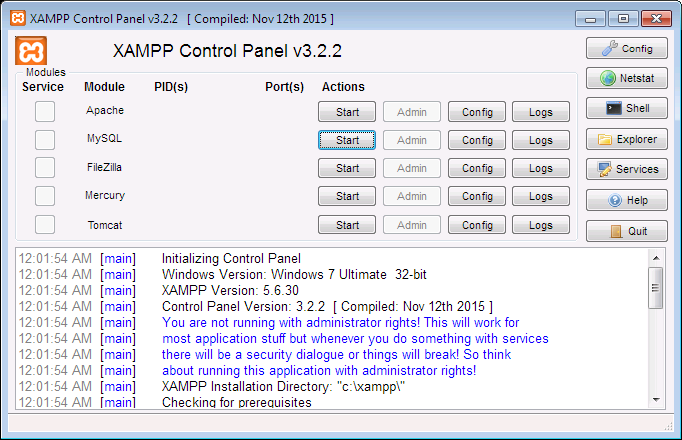 XAMPP Control Panel v3.2.2 [ Compiled: Nov 12th 2015 ]
XAMPP Control Panel v3.2.2
Config
Modules
Service Module PID(s) Port(s) Actions
Netstat
Apache Start Admin Config Logs
Shell
MySQL Start Admin Config Logs
Explorer
FileZilla Start Admin Config Logs
Services
Mercury Start Admin Config Logs
Help
Tomcat Start Admin Config Logs
Quit
12:01:54 AM [main] Initializing Control Panel
12:01:54 AM [main] Windows Version: Windows 7 Ultimate 32-bit
12:01:54 AM [main] XAMPP Version: 5.6.30
12:01:54 AM [main] Control Panel Version: 3.2.2 [ Compiled: Nov 12th 2015 ]
12:01:54 AM [main] You are not running with administrator rights! This will work for
12:01:54 AM [main] most application stuff but whenever you do something with services
12:01:54 AM [main] there will be a security dialogue or things will break! So think
12:01:54 AM [main] about running this application with administrator rights!
12:01:54 AM [main] XAMPP Installation Directory: "c:\xampp\"
12:01:54 AM [main] Checking for prerequisites